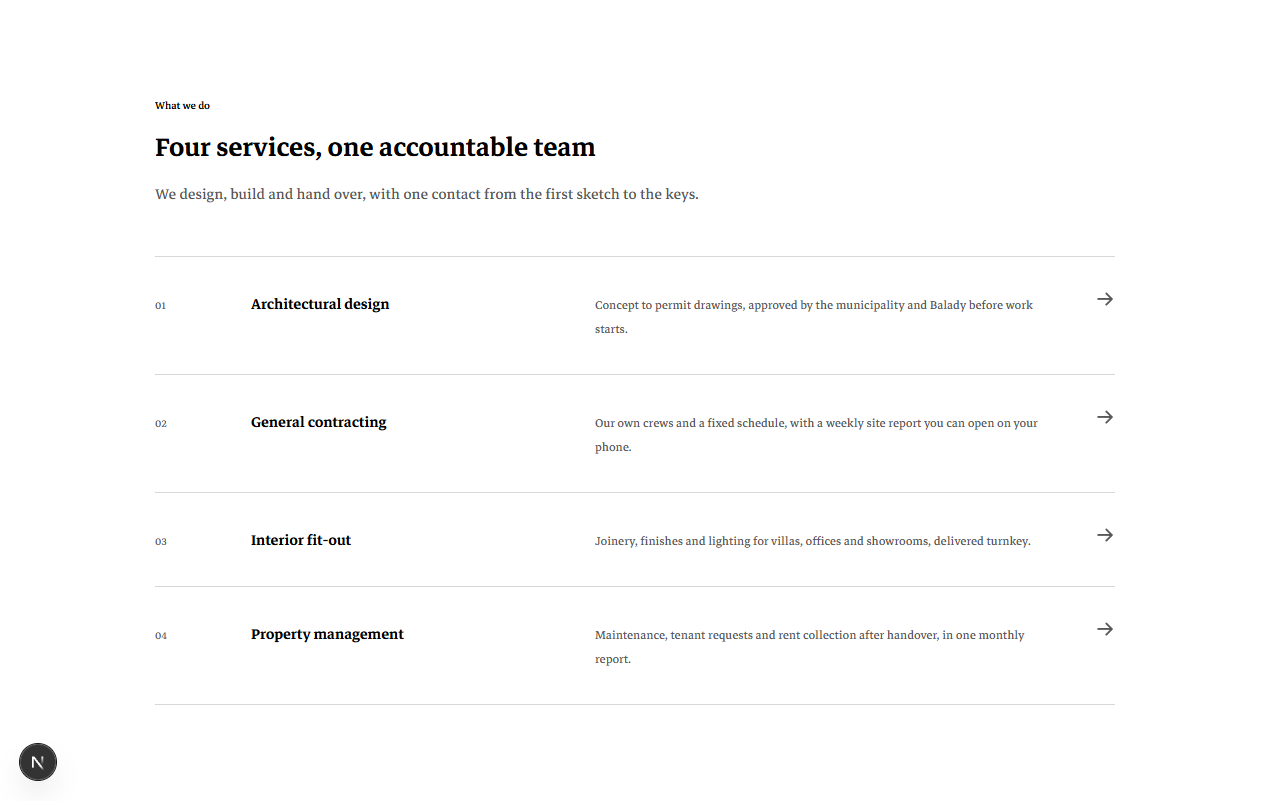 What we do
Four services, one accountable team
We design, build and hand over, with one contact from the first sketch to the keys.
01
Architectural design
Concept to permit drawings, approved by the municipality and Balady before work
starts.
02
General contracting
Our own crews and a fixed schedule, with a weekly site report you can open on your
phone.
03
Interior fit-out
Joinery, finishes and lighting for villas, offices and showrooms, delivered turnkey.
04
Property management
Maintenance, tenant requests and rent collection after handover, in one monthly
report.
N